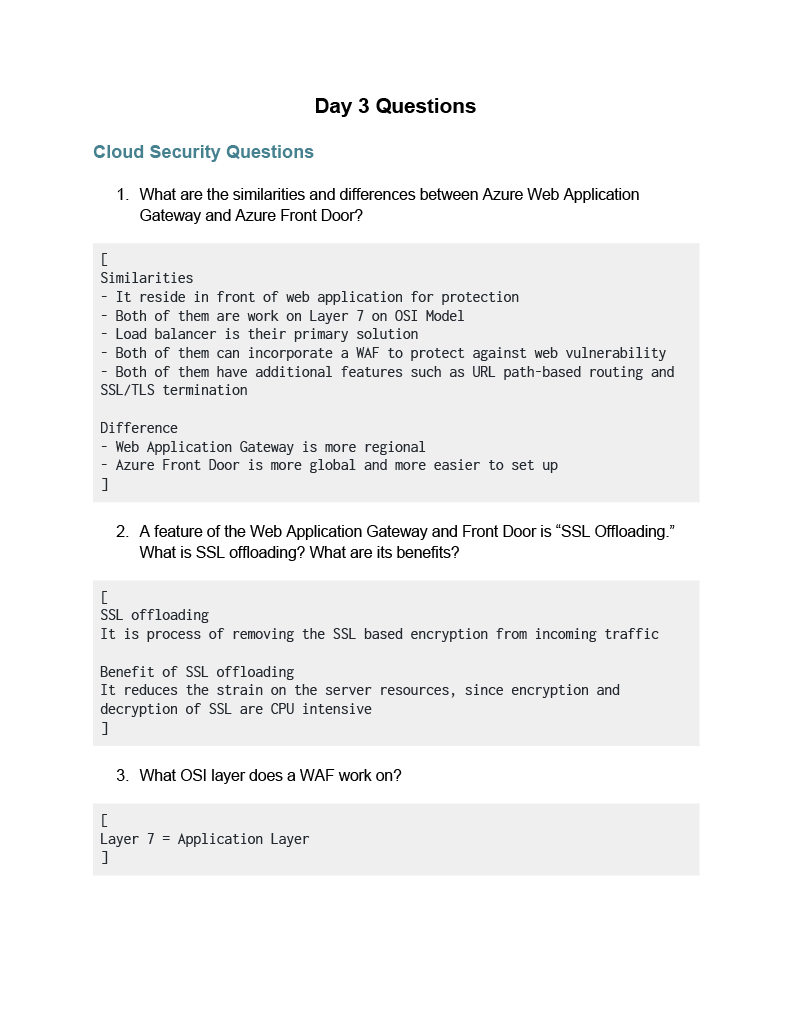 Day 3 Questions
Cloud Security Questions
1. What are the similarities and differences between Azure Web Application
Gateway and Azure Front Door?
[
Similarities
- It reside in front of web application for protection
- Both of them are work on Layer 7 on OSI Model
- Load balancer is their primary solution
- Both of them can incorporate a WAF to protect against web vulnerability
- Both of them have additional features such as URL path-based routing and
SSL/TLS termination
Difference
- Web Application Gateway is more regional
- Azure Front Door is more global and more easier to set up
]
2. A feature of the Web Application Gateway and Front Door is “SSL Offloading.”
What is SSL offloading? What are its benefits?
[
SSL offloading
It is process of removing the SSL based encryption from incoming traffic
Benefit of SSL offloading
It reduces the strain on the server resources, since encryption and
decryption of SSL are CPU intensive
]
3. What OSI layer does a WAF work on?
[
Layer 7 = Application Layer
]